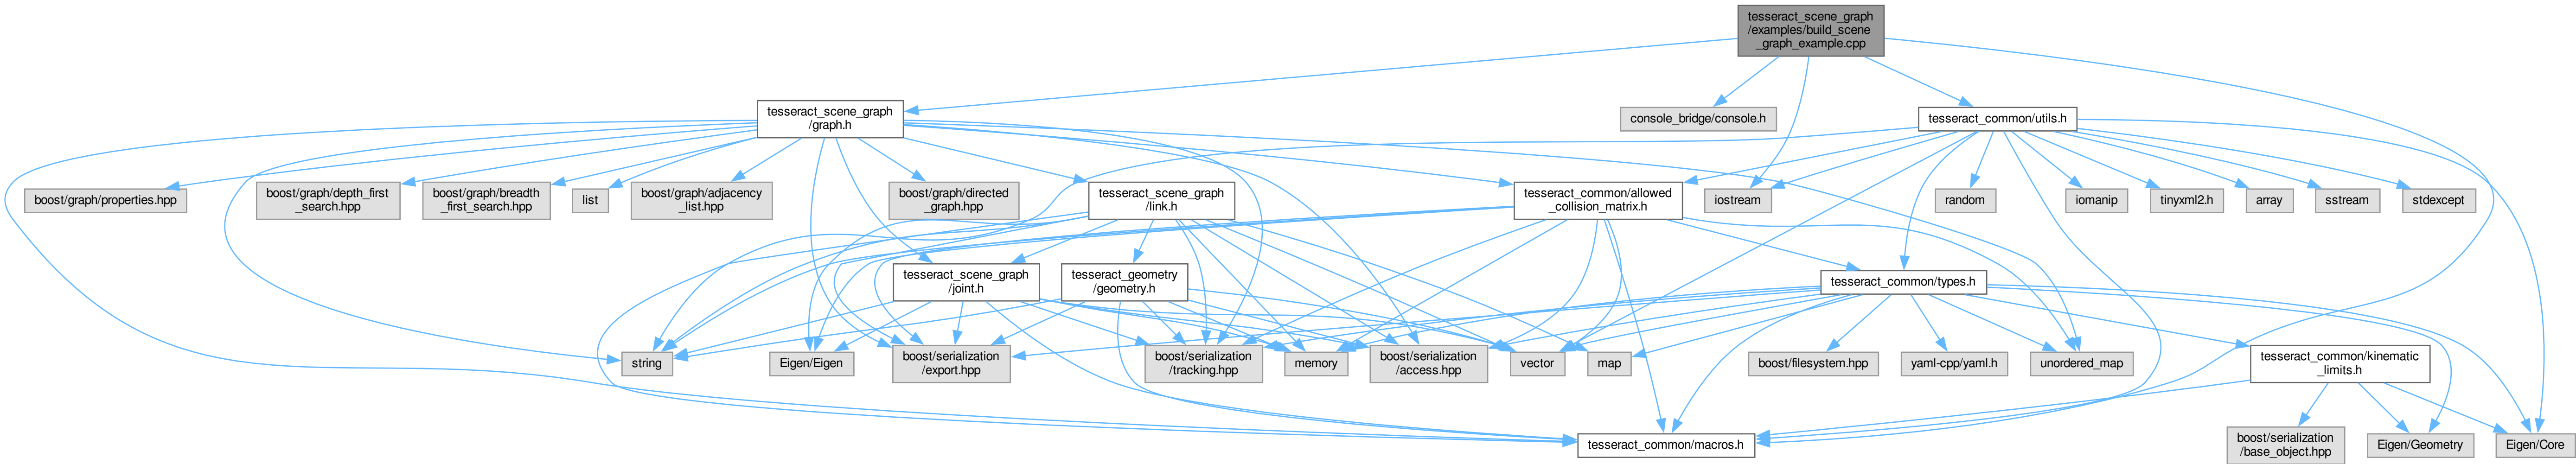 tesseract_scene_graph
/examples/build_scene
_graph_example.cpp
tesseract_scene_graph
/graph.h
console_bridge/console.h
tesseract_common/utils.h
boost/graph/properties.hpp
boost/graph/depth_first
_search.hpp
boost/graph/breadth
_first_search.hpp
list
boost/graph/adjacency
_list.hpp
boost/graph/directed
_graph.hpp
tesseract_scene_graph
/link.h
tesseract_common/allowed
_collision_matrix.h
iostream
random
iomanip
tinyxml2.h
array
sstream
stdexcept
tesseract_scene_graph
/joint.h
tesseract_geometry
/geometry.h
tesseract_common/types.h
string
Eigen/Eigen
boost/serialization
/export.hpp
boost/serialization
/tracking.hpp
memory
boost/serialization
/access.hpp
vector
map
boost/filesystem.hpp
yaml-cpp/yaml.h
unordered_map
tesseract_common/kinematic
_limits.h
tesseract_common/macros.h
boost/serialization
/base_object.hpp
Eigen/Geometry
Eigen/Core